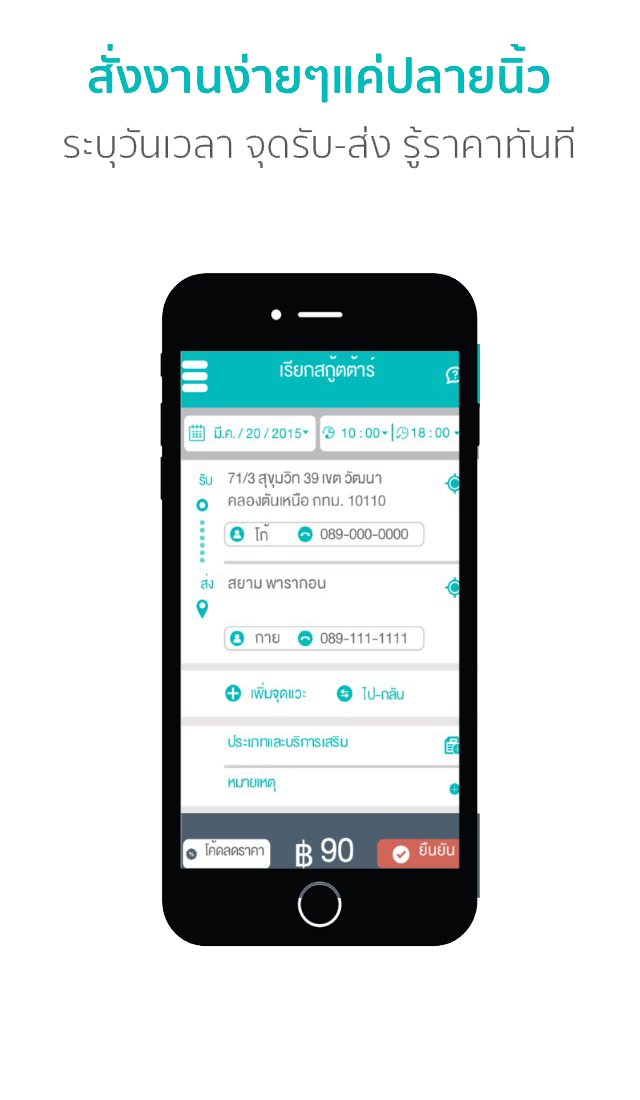 สั่งงานง่ายๆแค่ปลายนิ้ว
ระบุวันเวลา จุดรับ-ส่ง รู้ราคาทันที
เรียกสกู๊ตต้าร์
มี.ค. / 20 / 2015 10 : 00 18 : 00
รับ 71/3 สุขุมวิท 39 เขต วัฒนา
คลองตันเหนือ กทม. 10110
โก้ 089-000-0000
ส่ง สยาม พารากอน
กาย 089-111-1111
เพิ่มจุดแวะ ไป-กลับ
ประเภทและบริการเสริม
หมายเหตุ
% โค้ดลดราคา ฿ 90 ยืนยัน